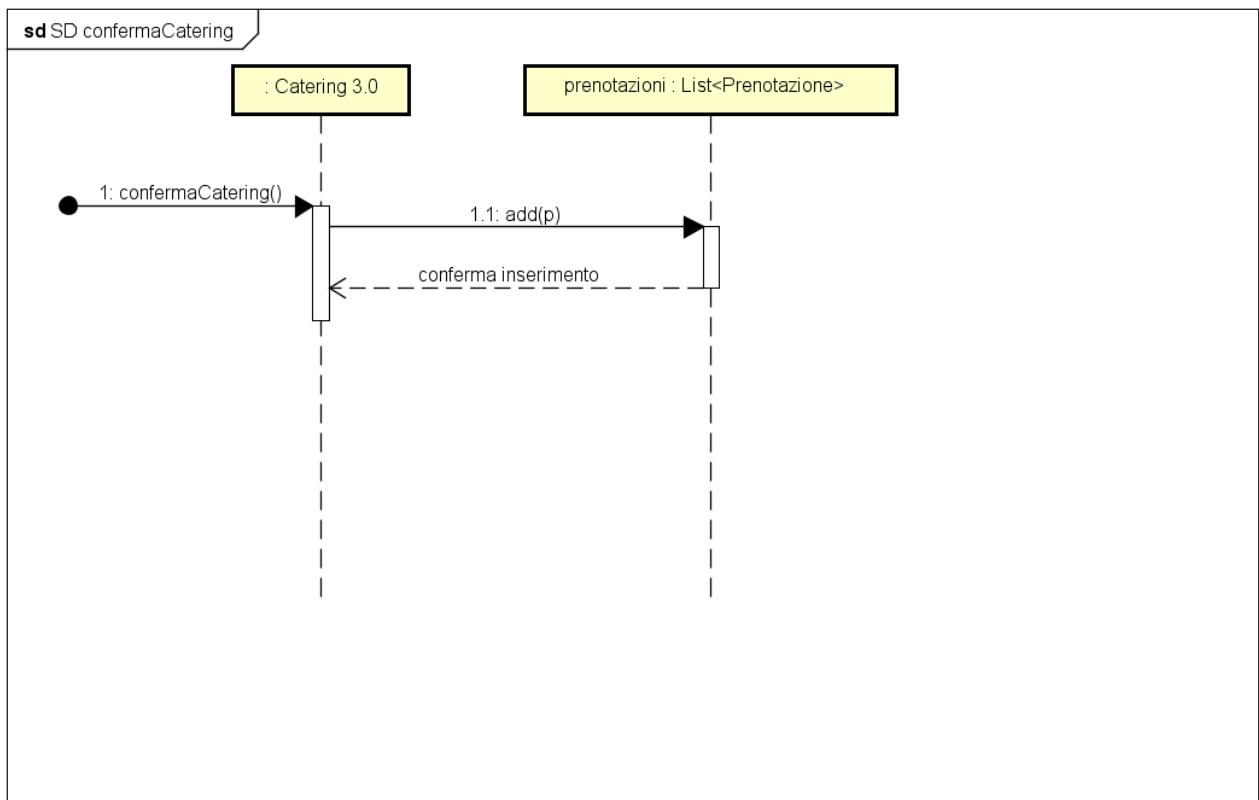 sd SD confermaCatering
: Catering 3.0
prenotazioni : List<Prenotazione>
1: confermaCatering()
1.1: add(p)
conferma inserimento